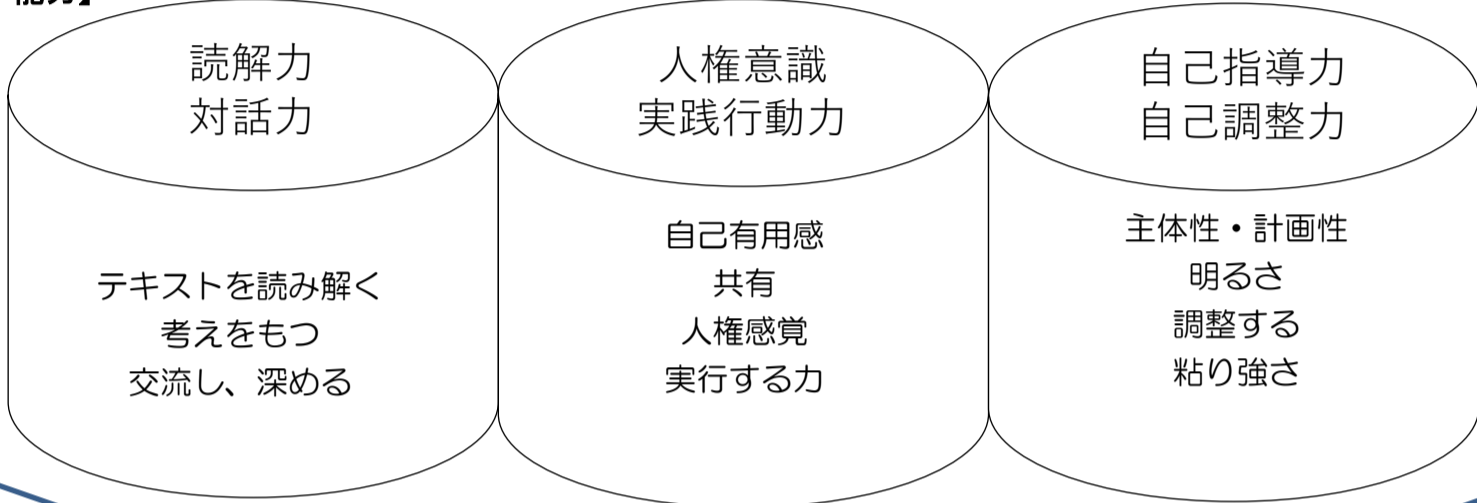 能力】
読解力
対話力
テキストを読み解く
考えをもつ
交流し、深める
人権意識
実践行動力
自己有用感
共有
人権感覚
実行する力
自己指導力
自己調整力
主体性・計画性
明るさ
調整する
粘り強さ